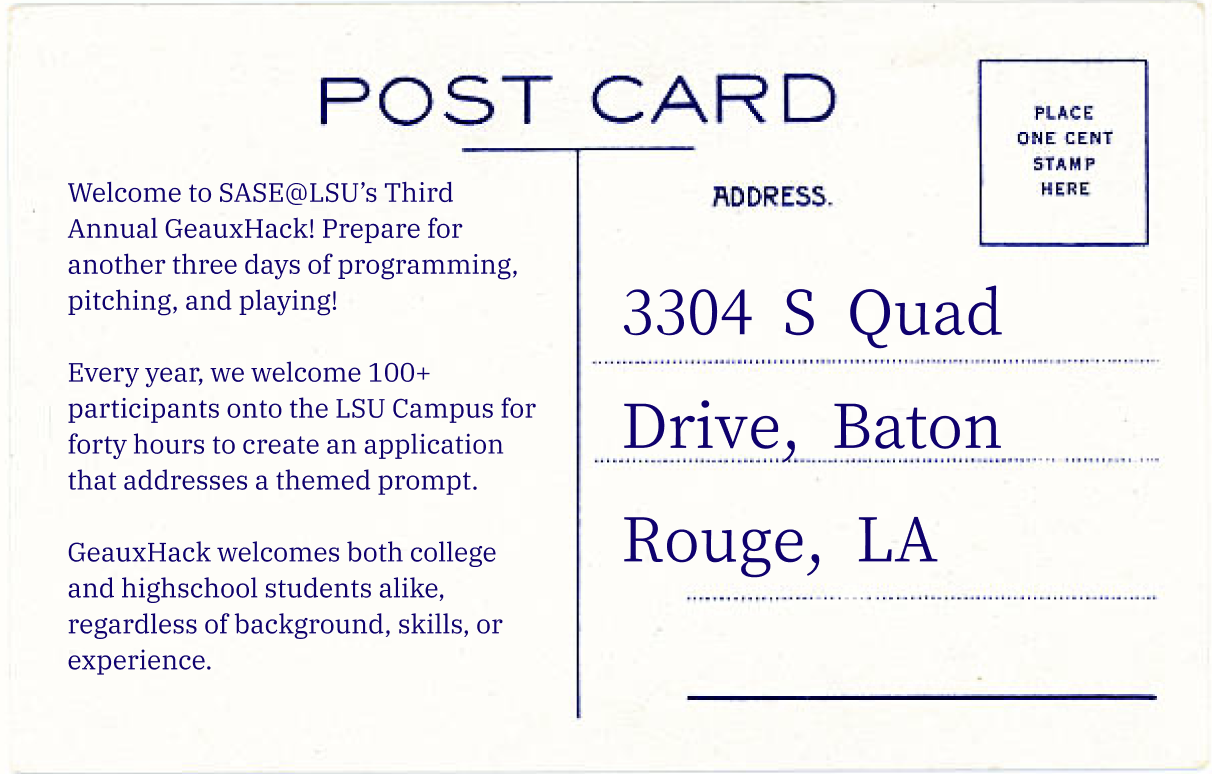 POST CARD
PLACE
ONE CENT
STAMP
HERE
Welcome to SASE@LSU’s Third
Annual GeauxHack! Prepare for
another three days of programming,
pitching, and playing!
Every year, we welcome 100+
participants onto the LSU Campus for
forty hours to create an application
that addresses a themed prompt.
GeauxHack welcomes both college
and highschool students alike,
regardless of background, skills, or
experience.
ADDRESS.
3304 S Quad
Drive, Baton
Rouge, LA